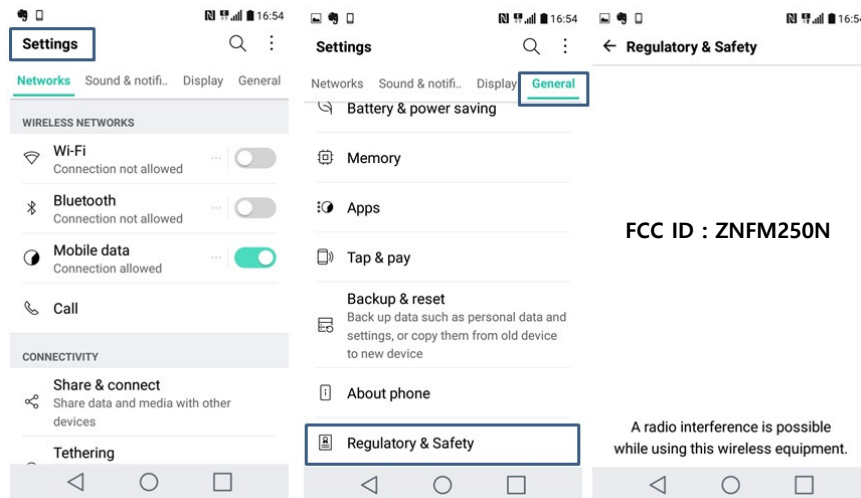 16:54
Settings
Networks Sound & notifi.. Display General
WIRELESS NETWORKS
Wi-Fi
Connection not allowed
Bluetooth
Connection not allowed
Mobile data
Connection allowed
Call
CONNECTIVITY
Share & connect
Share data and media with other
devices
Tethering
16:54
Settings
Networks Sound & notifi.. Display General
Battery & power saving
Memory
Apps
Tap & pay
Backup & reset
Back up data such as personal data and
settings, or copy them from old device
to new device
About phone
Regulatory & Safety
16:54
Regulatory & Safety
FCC ID : ZNFM250N
A radio interference is possible
while using this wireless equipment.